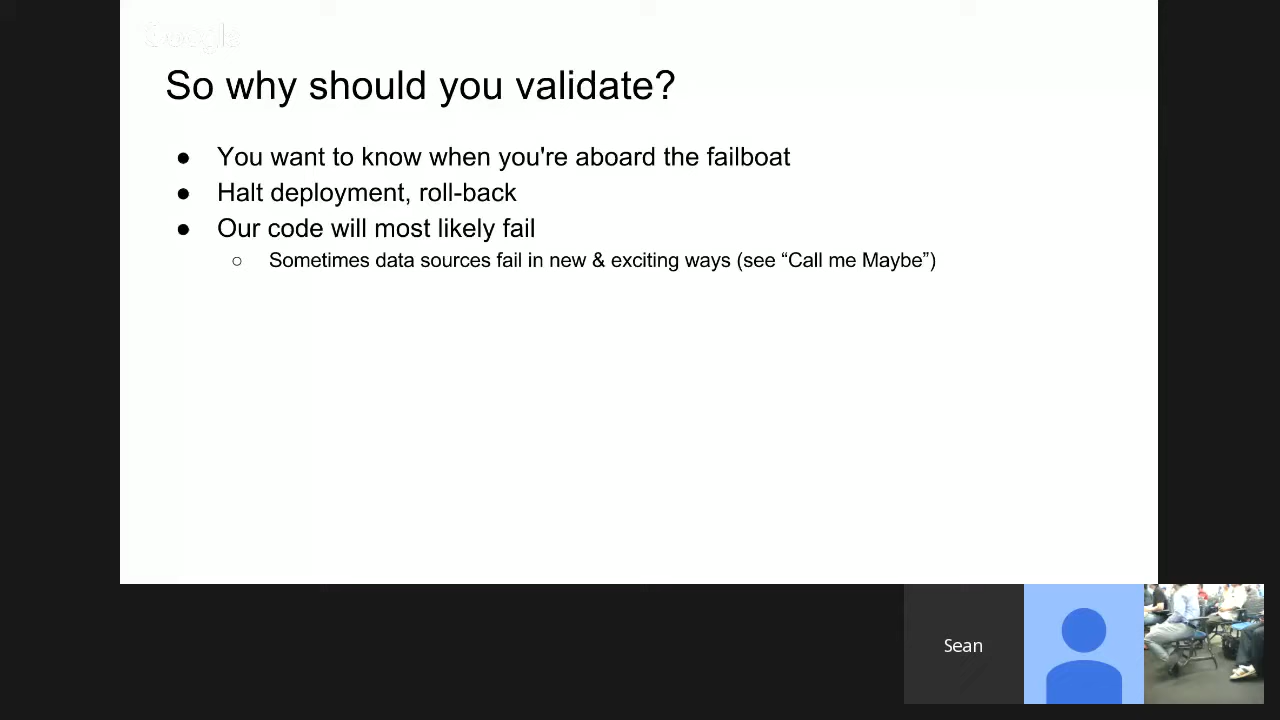 Google
So why should you validate?
● You want to know when you're aboard the failboat
● Halt deployment, roll-back
● Our code will most likely fail
○ Sometimes data sources fail in new & exciting ways (see “Call me Maybe”)
Sean